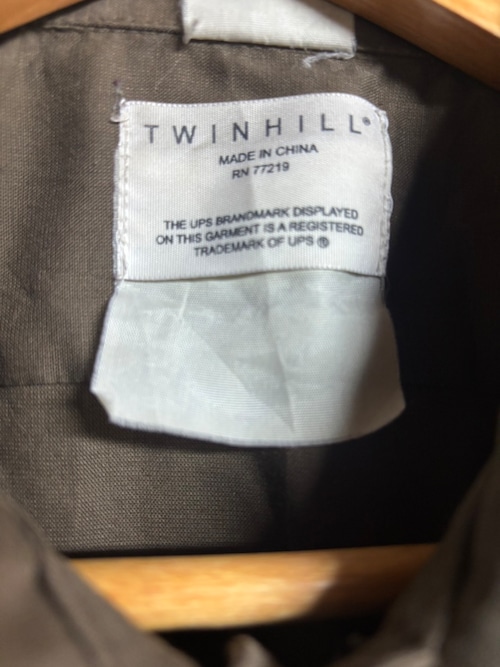 TWINHILL®
MADE IN CHINA
RN 77219
THE UPS BRANDMARK DISPLAYED
ON THIS GARMENT IS A REGISTERED
TRADEMARK OF UPS ®